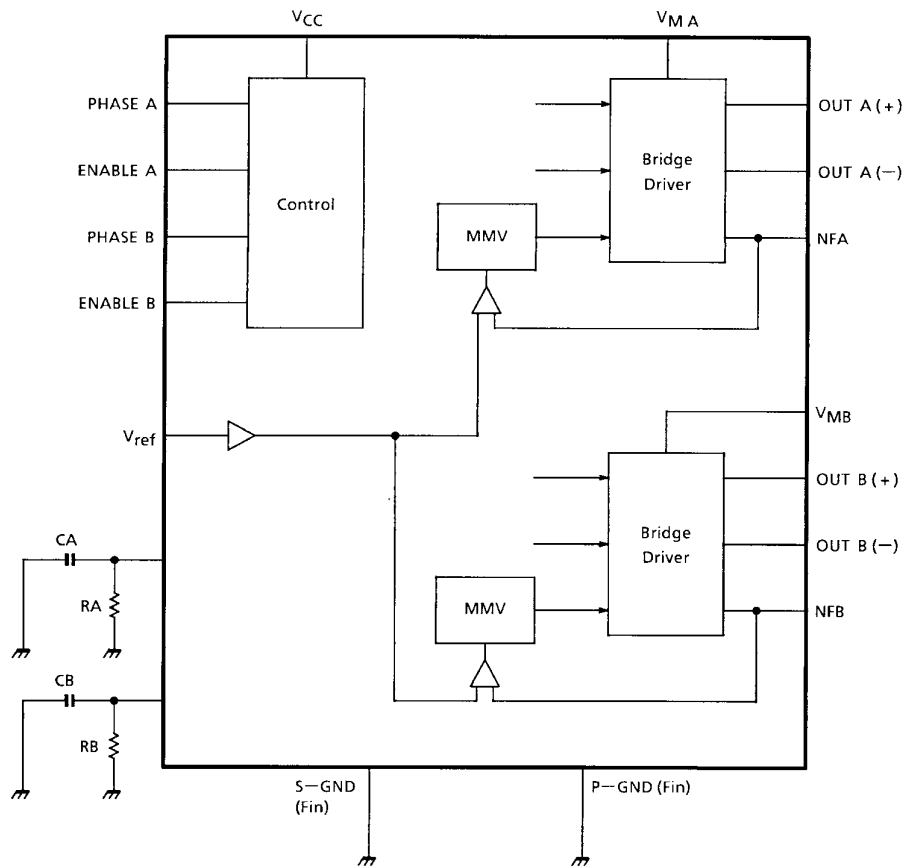 VCC
VM A
PHASE A
ENABLE A
PHASE B
ENABLE B
Control
Bridge
Driver
OUT A (+)
OUT A (—)
NFA
MMV
Vref
VMB
Bridge
Driver
OUT B (+)
OUT B (—)
NFB
MMV
CA
RA
CB
RB
S—GND
(Fin)
P—GND (Fin)